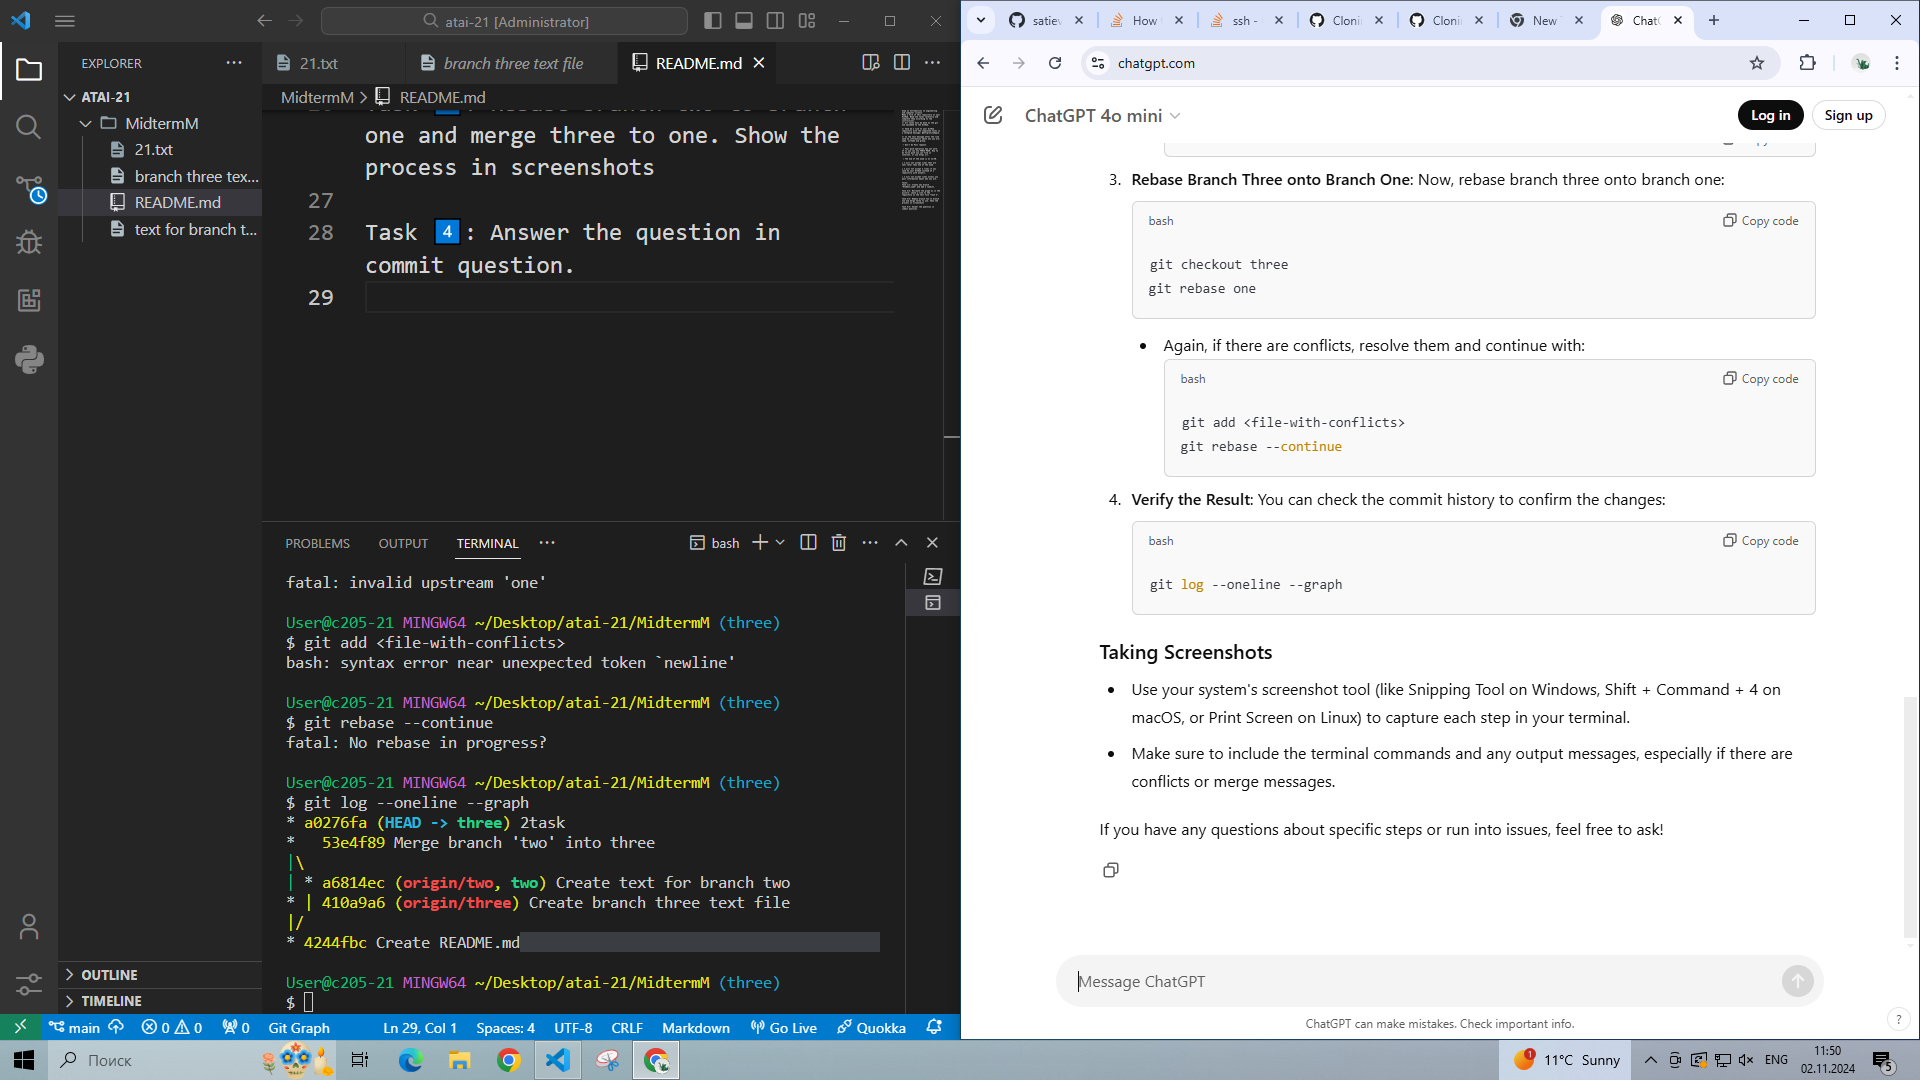 atai-21 [Administrator]
EXPLORER
ATAI-21
MidtermM
21.txt
branch three tex...
README.md
text for branch t...
OUTLINE
TIMELINE
21.txt
branch three text file
README.md
MidtermM > README.md
one and merge three to one. Show the
process in screenshots
27
28 Task 4: Answer the question in
commit question.
29
PROBLEMS OUTPUT TERMINAL bash
fatal: invalid upstream 'one'
User@c205-21 MINGW64 ~/Desktop/atai-21/MidtermM (three)
$ git add <file-with-conflicts>
bash: syntax error near unexpected token `newline'
User@c205-21 MINGW64 ~/Desktop/atai-21/MidtermM (three)
$ git rebase --continue
fatal: No rebase in progress?
User@c205-21 MINGW64 ~/Desktop/atai-21/MidtermM (three)
$ git log --oneline --graph
* a0276fa (HEAD -> three) 2task
*   53e4f89 Merge branch 'two' into three
|\
| * a6814ec (origin/two, two) Create text for branch two
* | 410a9a6 (origin/three) Create branch three text file
|/
* 4244fbc Create README.md
User@c205-21 MINGW64 ~/Desktop/atai-21/MidtermM (three)
$
main 0 0 0 Git Graph Ln 29, Col 1 Spaces: 4 UTF-8 CRLF Markdown Go Live Quokka
satie
How
ssh -
Cloni
Cloni
New
Chat
chatgpt.com
ChatGPT 4o mini
Log in
Sign up
3. Rebase Branch Three onto Branch One: Now, rebase branch three onto branch one:
bash Copy code
git checkout three
git rebase one
• Again, if there are conflicts, resolve them and continue with:
bash Copy code
git add <file-with-conflicts>
git rebase --continue
4. Verify the Result: You can check the commit history to confirm the changes:
bash Copy code
git log --oneline --graph
Taking Screenshots
• Use your system's screenshot tool (like Snipping Tool on Windows, Shift + Command + 4 on
macOS, or Print Screen on Linux) to capture each step in your terminal.
• Make sure to include the terminal commands and any output messages, especially if there are
conflicts or merge messages.
If you have any questions about specific steps or run into issues, feel free to ask!
Message ChatGPT
ChatGPT can make mistakes. Check important info.
?
Поиск
1
11°C Sunny
ENG
11:50
02.11.2024
5